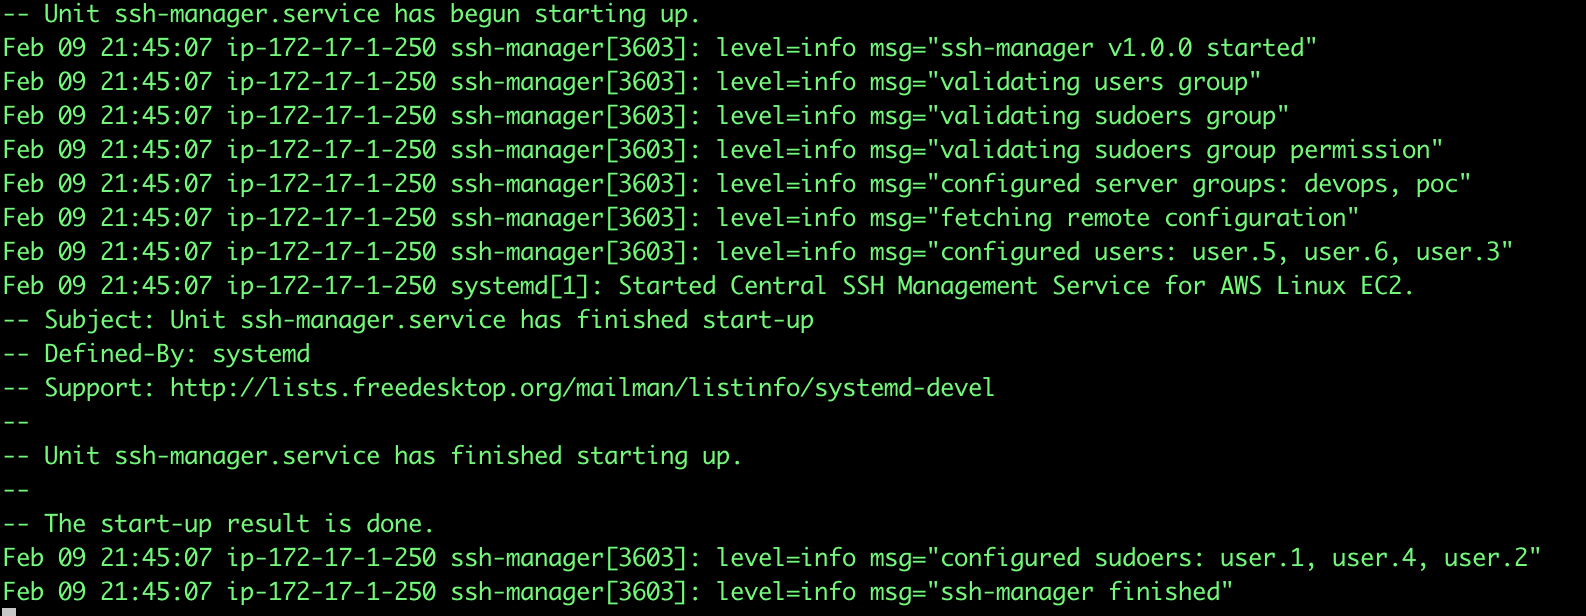 -- Unit ssh-manager.service has begun starting up.
Feb 09 21:45:07 ip-172-17-1-250 ssh-manager[3603]: level=info msg="ssh-manager v1.0.0 started"
Feb 09 21:45:07 ip-172-17-1-250 ssh-manager[3603]: level=info msg="validating users group"
Feb 09 21:45:07 ip-172-17-1-250 ssh-manager[3603]: level=info msg="validating sudoers group"
Feb 09 21:45:07 ip-172-17-1-250 ssh-manager[3603]: level=info msg="validating sudoers group permission"
Feb 09 21:45:07 ip-172-17-1-250 ssh-manager[3603]: level=info msg="configured server groups: devops, poc"
Feb 09 21:45:07 ip-172-17-1-250 ssh-manager[3603]: level=info msg="fetching remote configuration"
Feb 09 21:45:07 ip-172-17-1-250 ssh-manager[3603]: level=info msg="configured users: user.5, user.6, user.3"
Feb 09 21:45:07 ip-172-17-1-250 systemd[1]: Started Central SSH Management Service for AWS Linux EC2.
-- Subject: Unit ssh-manager.service has finished start-up
-- Defined-By: systemd
-- Support: http://lists.freedesktop.org/mailman/listinfo/systemd-devel
--
-- Unit ssh-manager.service has finished starting up.
--
-- The start-up result is done.
Feb 09 21:45:07 ip-172-17-1-250 ssh-manager[3603]: level=info msg="configured sudoers: user.1, user.4, user.2"
Feb 09 21:45:07 ip-172-17-1-250 ssh-manager[3603]: level=info msg="ssh-manager finished"